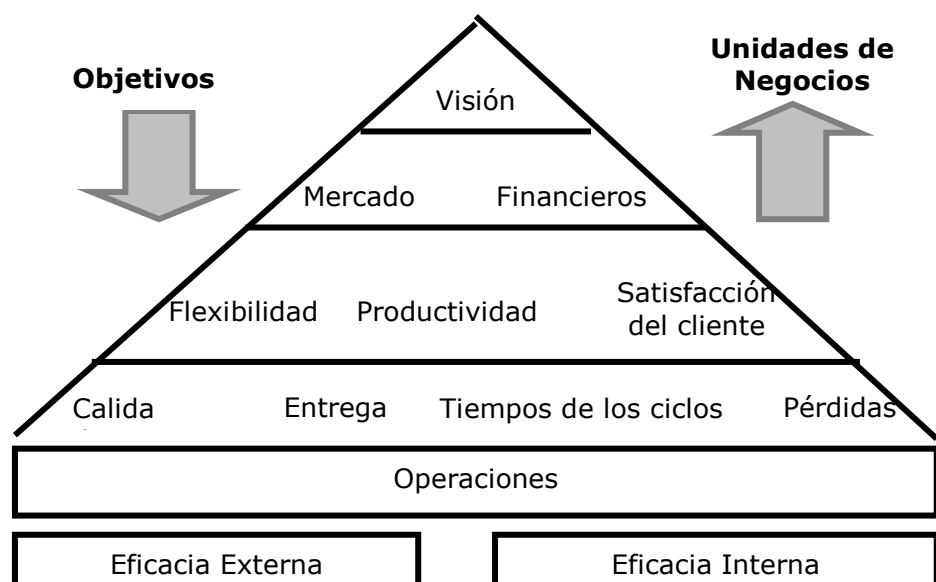 Objetivos
Unidades de
Negocios
Visión
Mercado
Financieros
Flexibilidad
Productividad
Satisfacción
del cliente
Calida
Entrega
Tiempos de los ciclos
Pérdidas
Operaciones
Eficacia Externa
Eficacia Interna